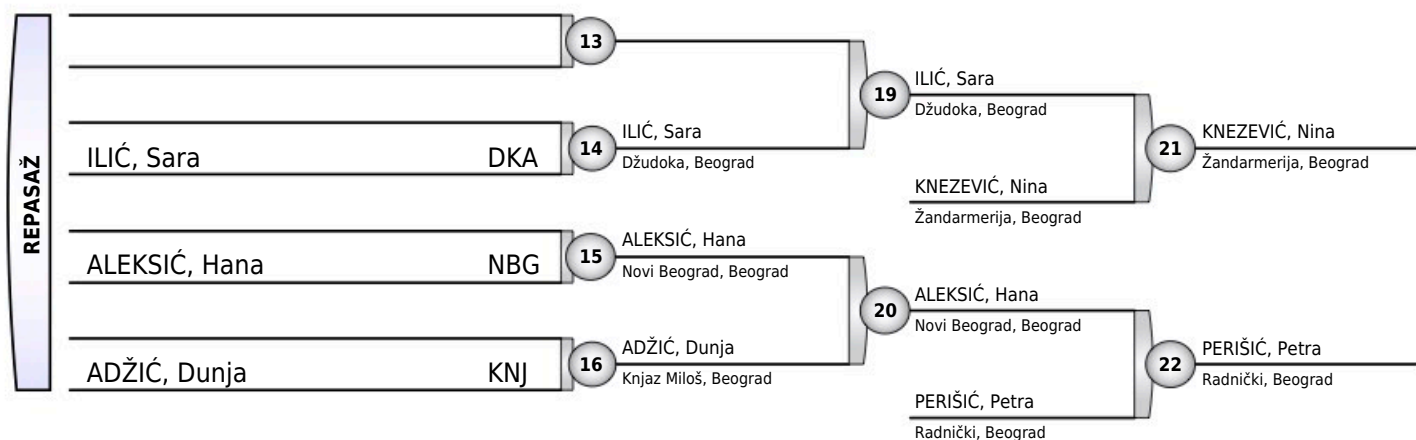 REPASAŽ
13
ILIĆ, Sara DKA
14
ILIĆ, Sara
Džudoka, Beograd
ALEKSIĆ, Hana NBG
15
ALEKSIĆ, Hana
Novi Beograd, Beograd
ADŽIĆ, Dunja KNJ
16
ADŽIĆ, Dunja
Knjaz Miloš, Beograd
19
ILIĆ, Sara
Džudoka, Beograd
KNEZEVIĆ, Nina
Žandarmerija, Beograd
20
ALEKSIĆ, Hana
Novi Beograd, Beograd
PERIŠIĆ, Petra
Radnički, Beograd
21
KNEZEVIĆ, Nina
Žandarmerija, Beograd
22
PERIŠIĆ, Petra
Radnički, Beograd